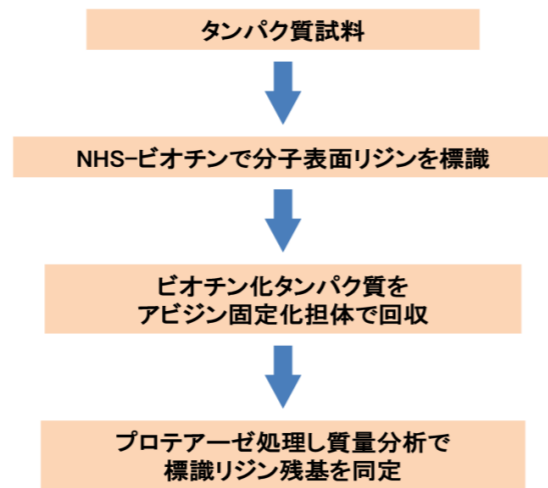 タンパク質試料
NHS-ビオチンで分子表面リジンを標識
ビオチン化タンパク質を
アビジン固定化担体で回収
プロテアーゼ処理し質量分析で
標識リジン残基を同定